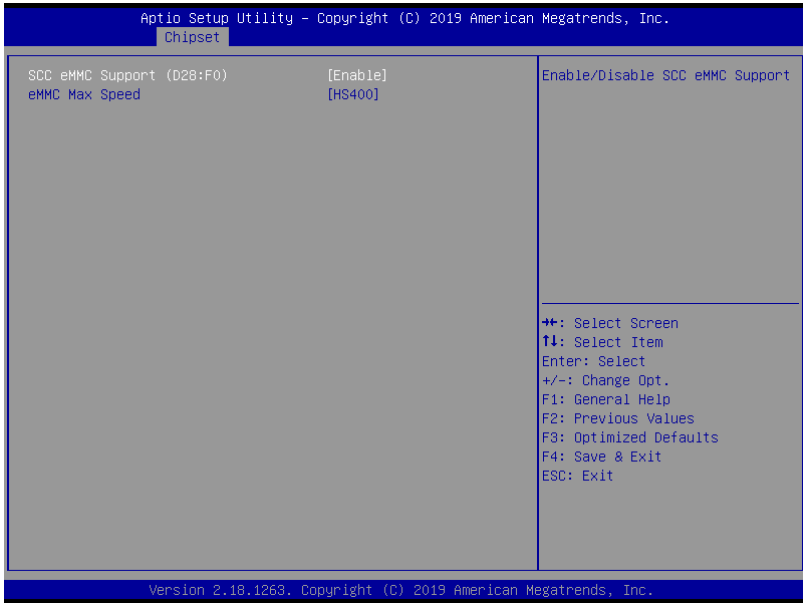 Aptio Setup Utility – Copyright (C) 2019 American Megatrends, Inc.
Chipset
SCC eMMC Support (D28:F0) [Enable]
eMMC Max Speed [HS400]
Enable/Disable SCC eMMC Support
→←: Select Screen
↑↓: Select Item
Enter: Select
+/-: Change Opt.
F1: General Help
F2: Previous Values
F3: Optimized Defaults
F4: Save & Exit
ESC: Exit
Version 2.18.1263. Copyright (C) 2019 American Megatrends, Inc.